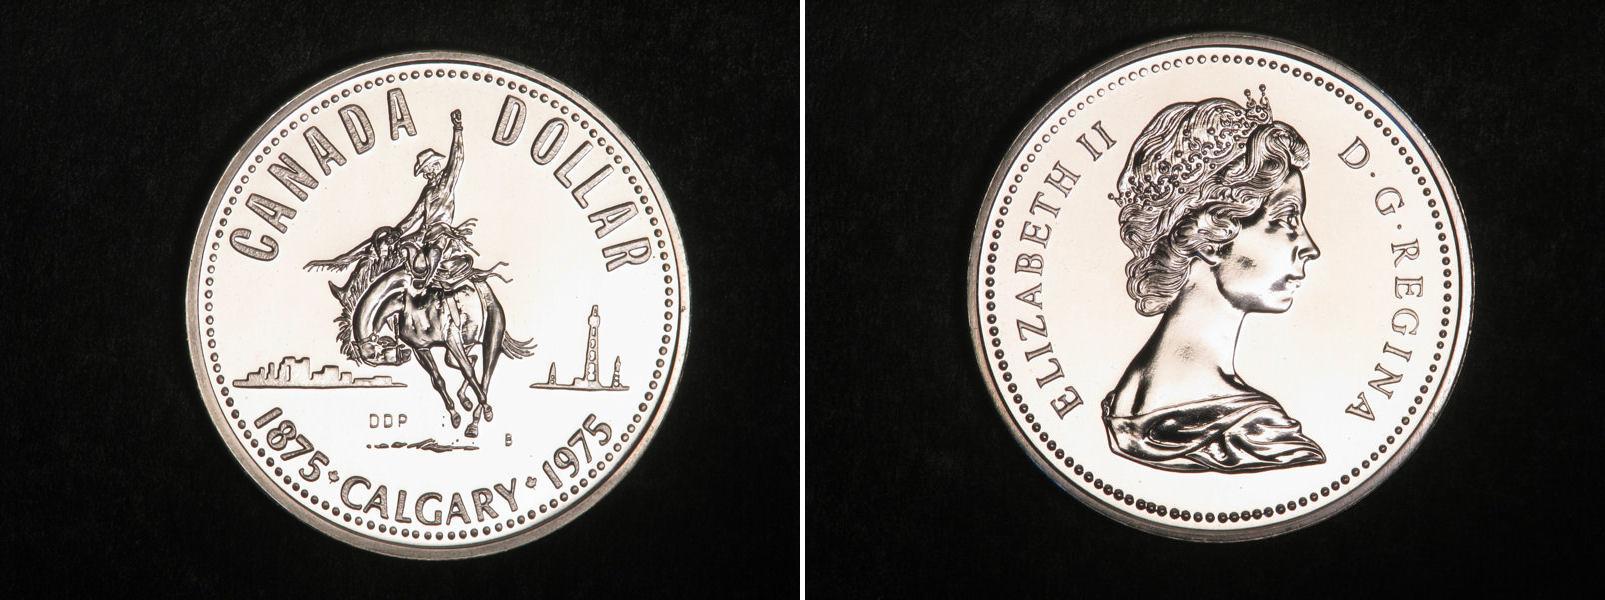 CANADA DOLLAR
DDP
B
1875 • CALGARY • 1975
ELIZABETH II
D • G • REGINA